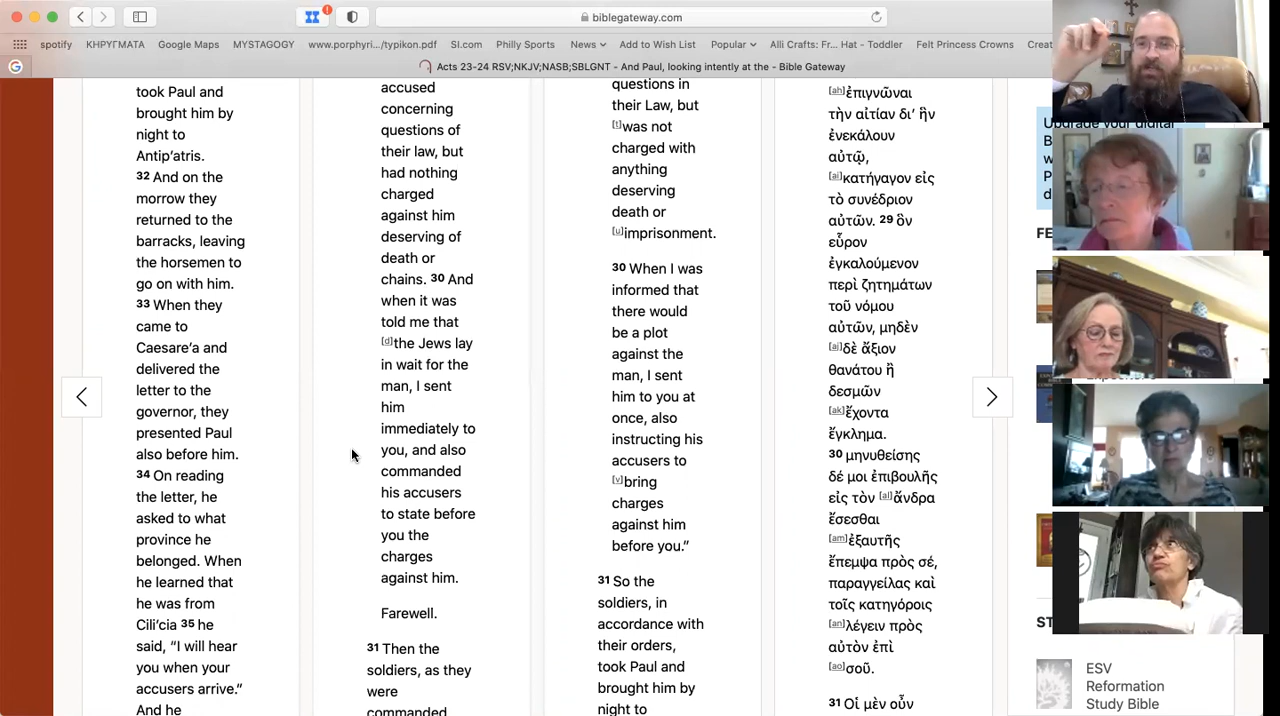 biblegateway.com
spotify
ΚΗΡΥΓΜΑΤΑ
Google Maps
MYSTAGOGY
www.porphyri.../typikon.pdf
SI.com
Philly Sports
News
Add to Wish List
Popular
Alli Crafts: Fr... Hat - Toddler
Felt Princess Crowns
Acts 23-24 RSV;NKJV;NASB;SBLGNT - And Paul, looking intently at the - Bible Gateway
took Paul and
brought him by
night to
Antip'atris.
32 And on the
morrow they
returned to the
barracks, leaving
the horsemen to
go on with him.
33 When they
came to
Caesare'a and
delivered the
letter to the
governor, they
presented Paul
also before him.
34 On reading
the letter, he
asked to what
province he
belonged. When
he learned that
he was from
Cili'cia 35 he
said, “I will hear
you when your
accusers arrive.”
And he
accused
concerning
questions of
their law, but
had nothing
charged
against him
deserving of
death or
chains. 30 And
when it was
told me that
[d]the Jews lay
in wait for the
man, I sent
him
immediately to
you, and also
commanded
his accusers
to state before
you the
charges
against him.
Farewell.
31 Then the
soldiers, as they
were
commanded
questions in
their Law, but
[t]was not
charged with
anything
deserving
death or
[u]imprisonment.
30 When I was
informed that
there would
be a plot
against the
man, I sent
him to you at
once, also
instructing his
accusers to
[v]bring
charges
against him
before you.”
31 So the
soldiers, in
accordance with
their orders,
took Paul and
brought him by
night to
[ah]ἐπιγνῶναι
τὴν αἰτίαν δι’ ἣν
ἐνεκάλουν
αὐτῷ,
[ai]κατήγαγον εἰς
τὸ συνέδριον
αὐτῶν. 29 ὃν
εὗρον
ἐγκαλούμενον
περὶ ζητημάτων
τοῦ νόμου
αὐτῶν, μηδὲν
[aj]δὲ ἄξιον
θανάτου ἢ
δεσμῶν
[ak]ἔχοντα
ἔγκλημα.
30 μηνυθείσης
δέ μοι ἐπιβουλῆς
εἰς τὸν [al]ἄνδρα
ἔσεσθαι
[am]ἐξαυτῆς
ἔπεμψα πρὸς σέ,
παραγγείλας καὶ
τοῖς κατηγόροις
[an]λέγειν πρὸς
αὐτὸν ἐπὶ
[ao]σοῦ.
31 Οἱ μὲν οὖν
ESV
Reformation
Study Bible